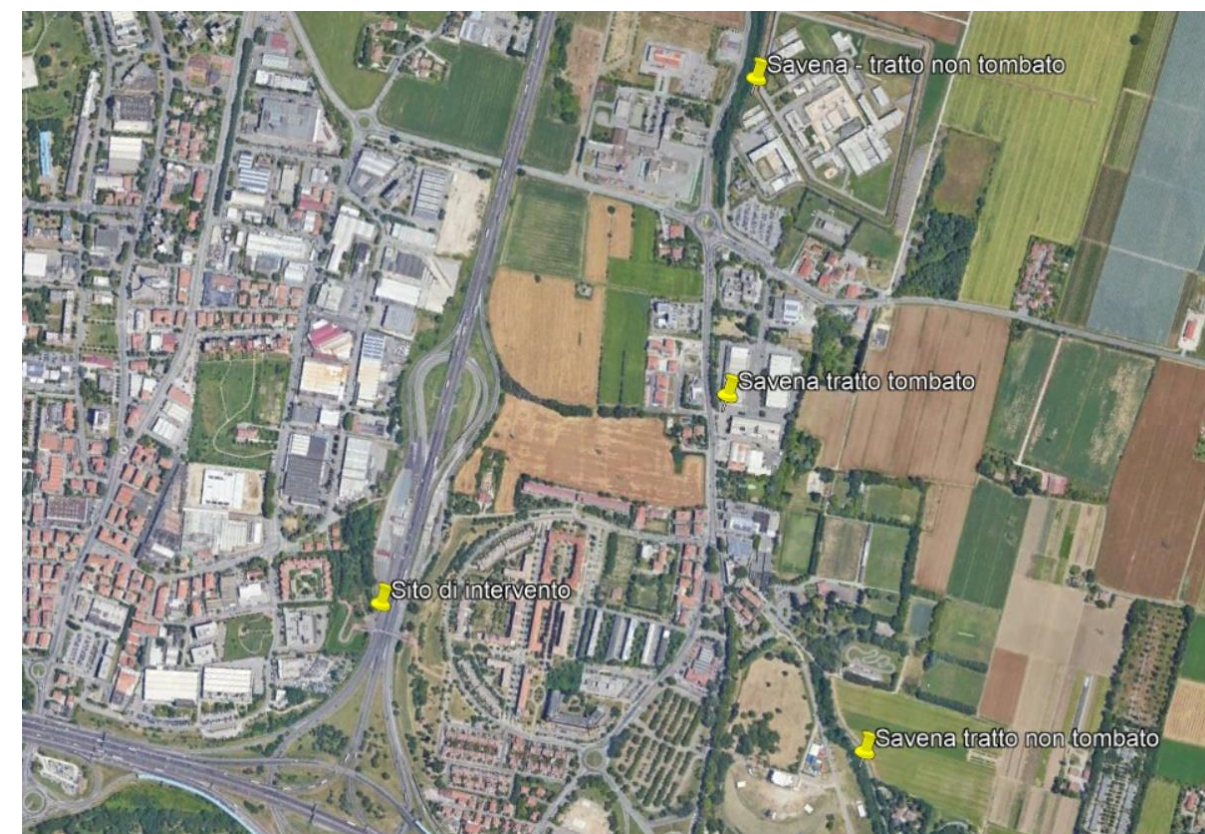 Savena - tratto non tombato
Savena tratto tombato
Sito di intervento
Savena tratto non tombato